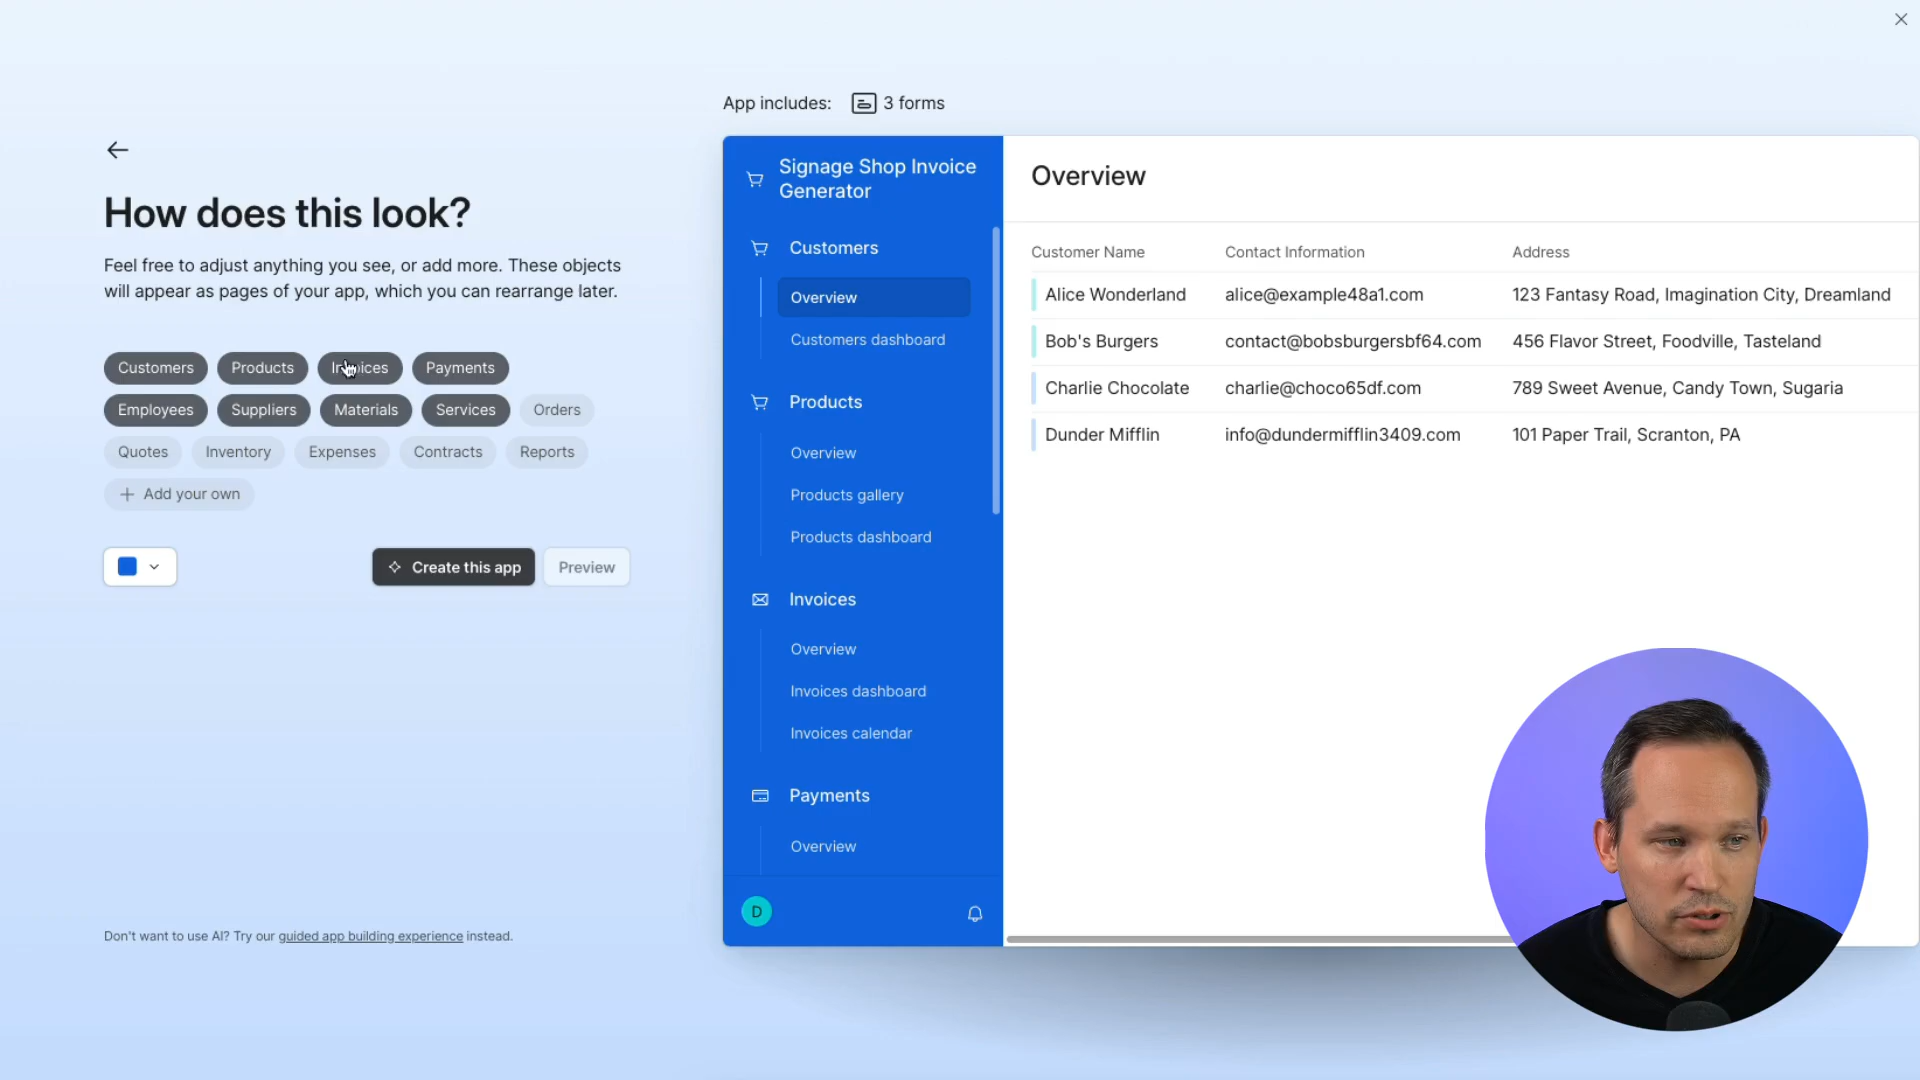 App includes: 3 forms
How does this look?
Feel free to adjust anything you see, or add more. These objects
will appear as pages of your app, which you can rearrange later.
Customers Products Invoices Payments
Employees Suppliers Materials Services Orders
Quotes Inventory Expenses Contracts Reports
+ Add your own
Create this app Preview
Don't want to use AI? Try our guided app building experience instead.
Signage Shop Invoice
Generator
Customers
Overview
Customers dashboard
Products
Overview
Products gallery
Products dashboard
Invoices
Overview
Invoices dashboard
Invoices calendar
Payments
Overview
D
Overview
Customer Name Contact Information Address
Alice Wonderland alice@example48a1.com 123 Fantasy Road, Imagination City, Dreamland
Bob's Burgers contact@bobsburgersbf64.com 456 Flavor Street, Foodville, Tasteland
Charlie Chocolate charlie@choco65df.com 789 Sweet Avenue, Candy Town, Sugaria
Dunder Mifflin info@dundermifflin3409.com 101 Paper Trail, Scranton, PA